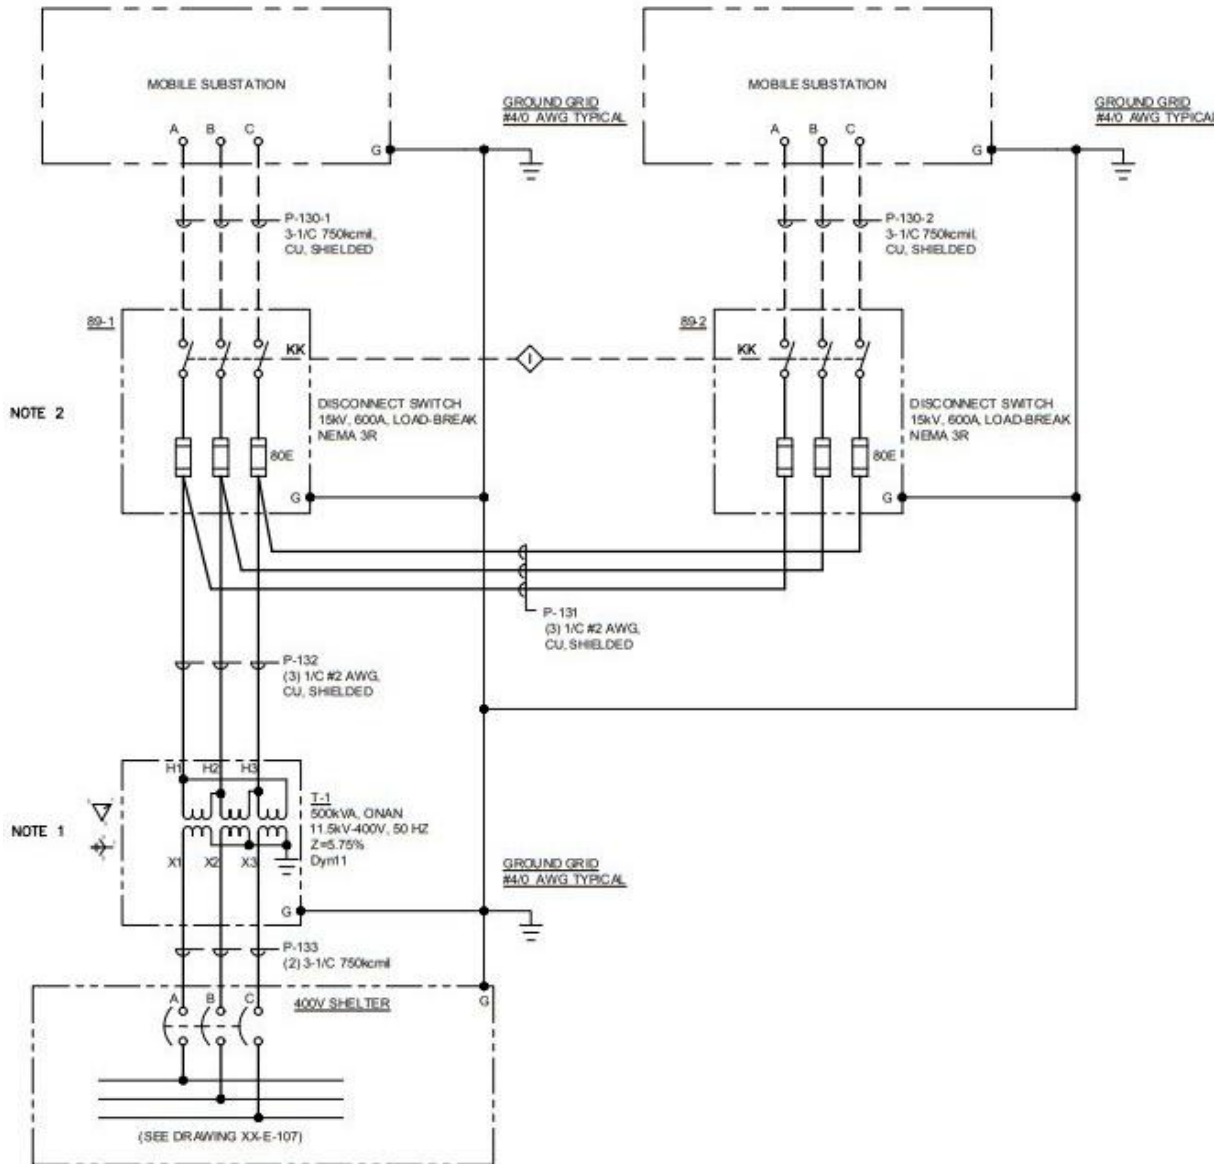 MOBILE SUBSTATION
A B C
G
GROUND GRID
#4/0 AWG TYPICAL
MOBILE SUBSTATION
A B C
G
GROUND GRID
#4/0 AWG TYPICAL
P-130-1
3-1/C 750kcmil,
CU, SHIELDED
P-130-2
3-1/C 750kcmil,
CU, SHIELDED
89-1
KK
I
89-2
KK
NOTE 2
DISCONNECT SWITCH
15kV, 600A, LOAD-BREAK
NEMA 3R
80E
G
DISCONNECT SWITCH
15kV, 600A, LOAD-BREAK
NEMA 3R
80E
G
P-131
(3) 1/C #2 AWG,
CU, SHIELDED
P-132
(3) 1/C #2 AWG,
CU, SHIELDED
H1 H2 H3
NOTE 1
T-1
500kVA, ONAN
11.5kV-400V, 50 HZ
Z=5.75%
Dyn11
X1 X2 X3
G
GROUND GRID
#4/0 AWG TYPICAL
P-133
(2) 3-1/C 750kcmil
A B C
400V SHELTER
G
(SEE DRAWING XX-E-107)